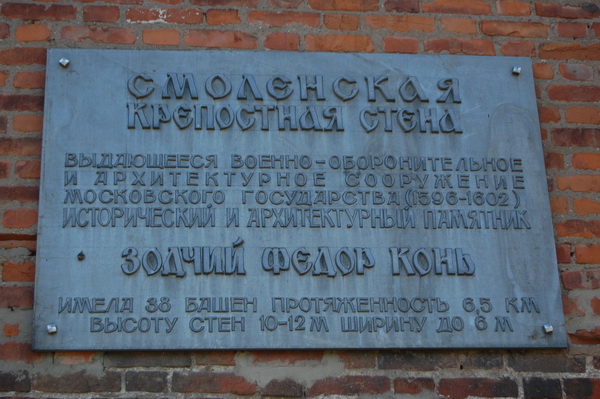 СМОЛЕНСКАЯ
КРЕПОСТНАЯ СТЕНА
ВЫДАЮЩЕЕСЯ ВОЕННО-ОБОРОНИТЕЛЬНОЕ
И АРХИТЕКТУРНОЕ СООРУЖЕНИЕ
МОСКОВСКОГО ГОСУДАРСТВА (1596-1602)
ИСТОРИЧЕСКИЙ И АРХИТЕКТУРНЫЙ ПАМЯТНИК
ЗОДЧИЙ ФЕДОР КОНЬ
ИМЕЛА 38 БАШЕН ПРОТЯЖЕННОСТЬ 6,5 КМ
ВЫСОТУ СТЕН 10-12 М ШИРИНУ ДО 6 М